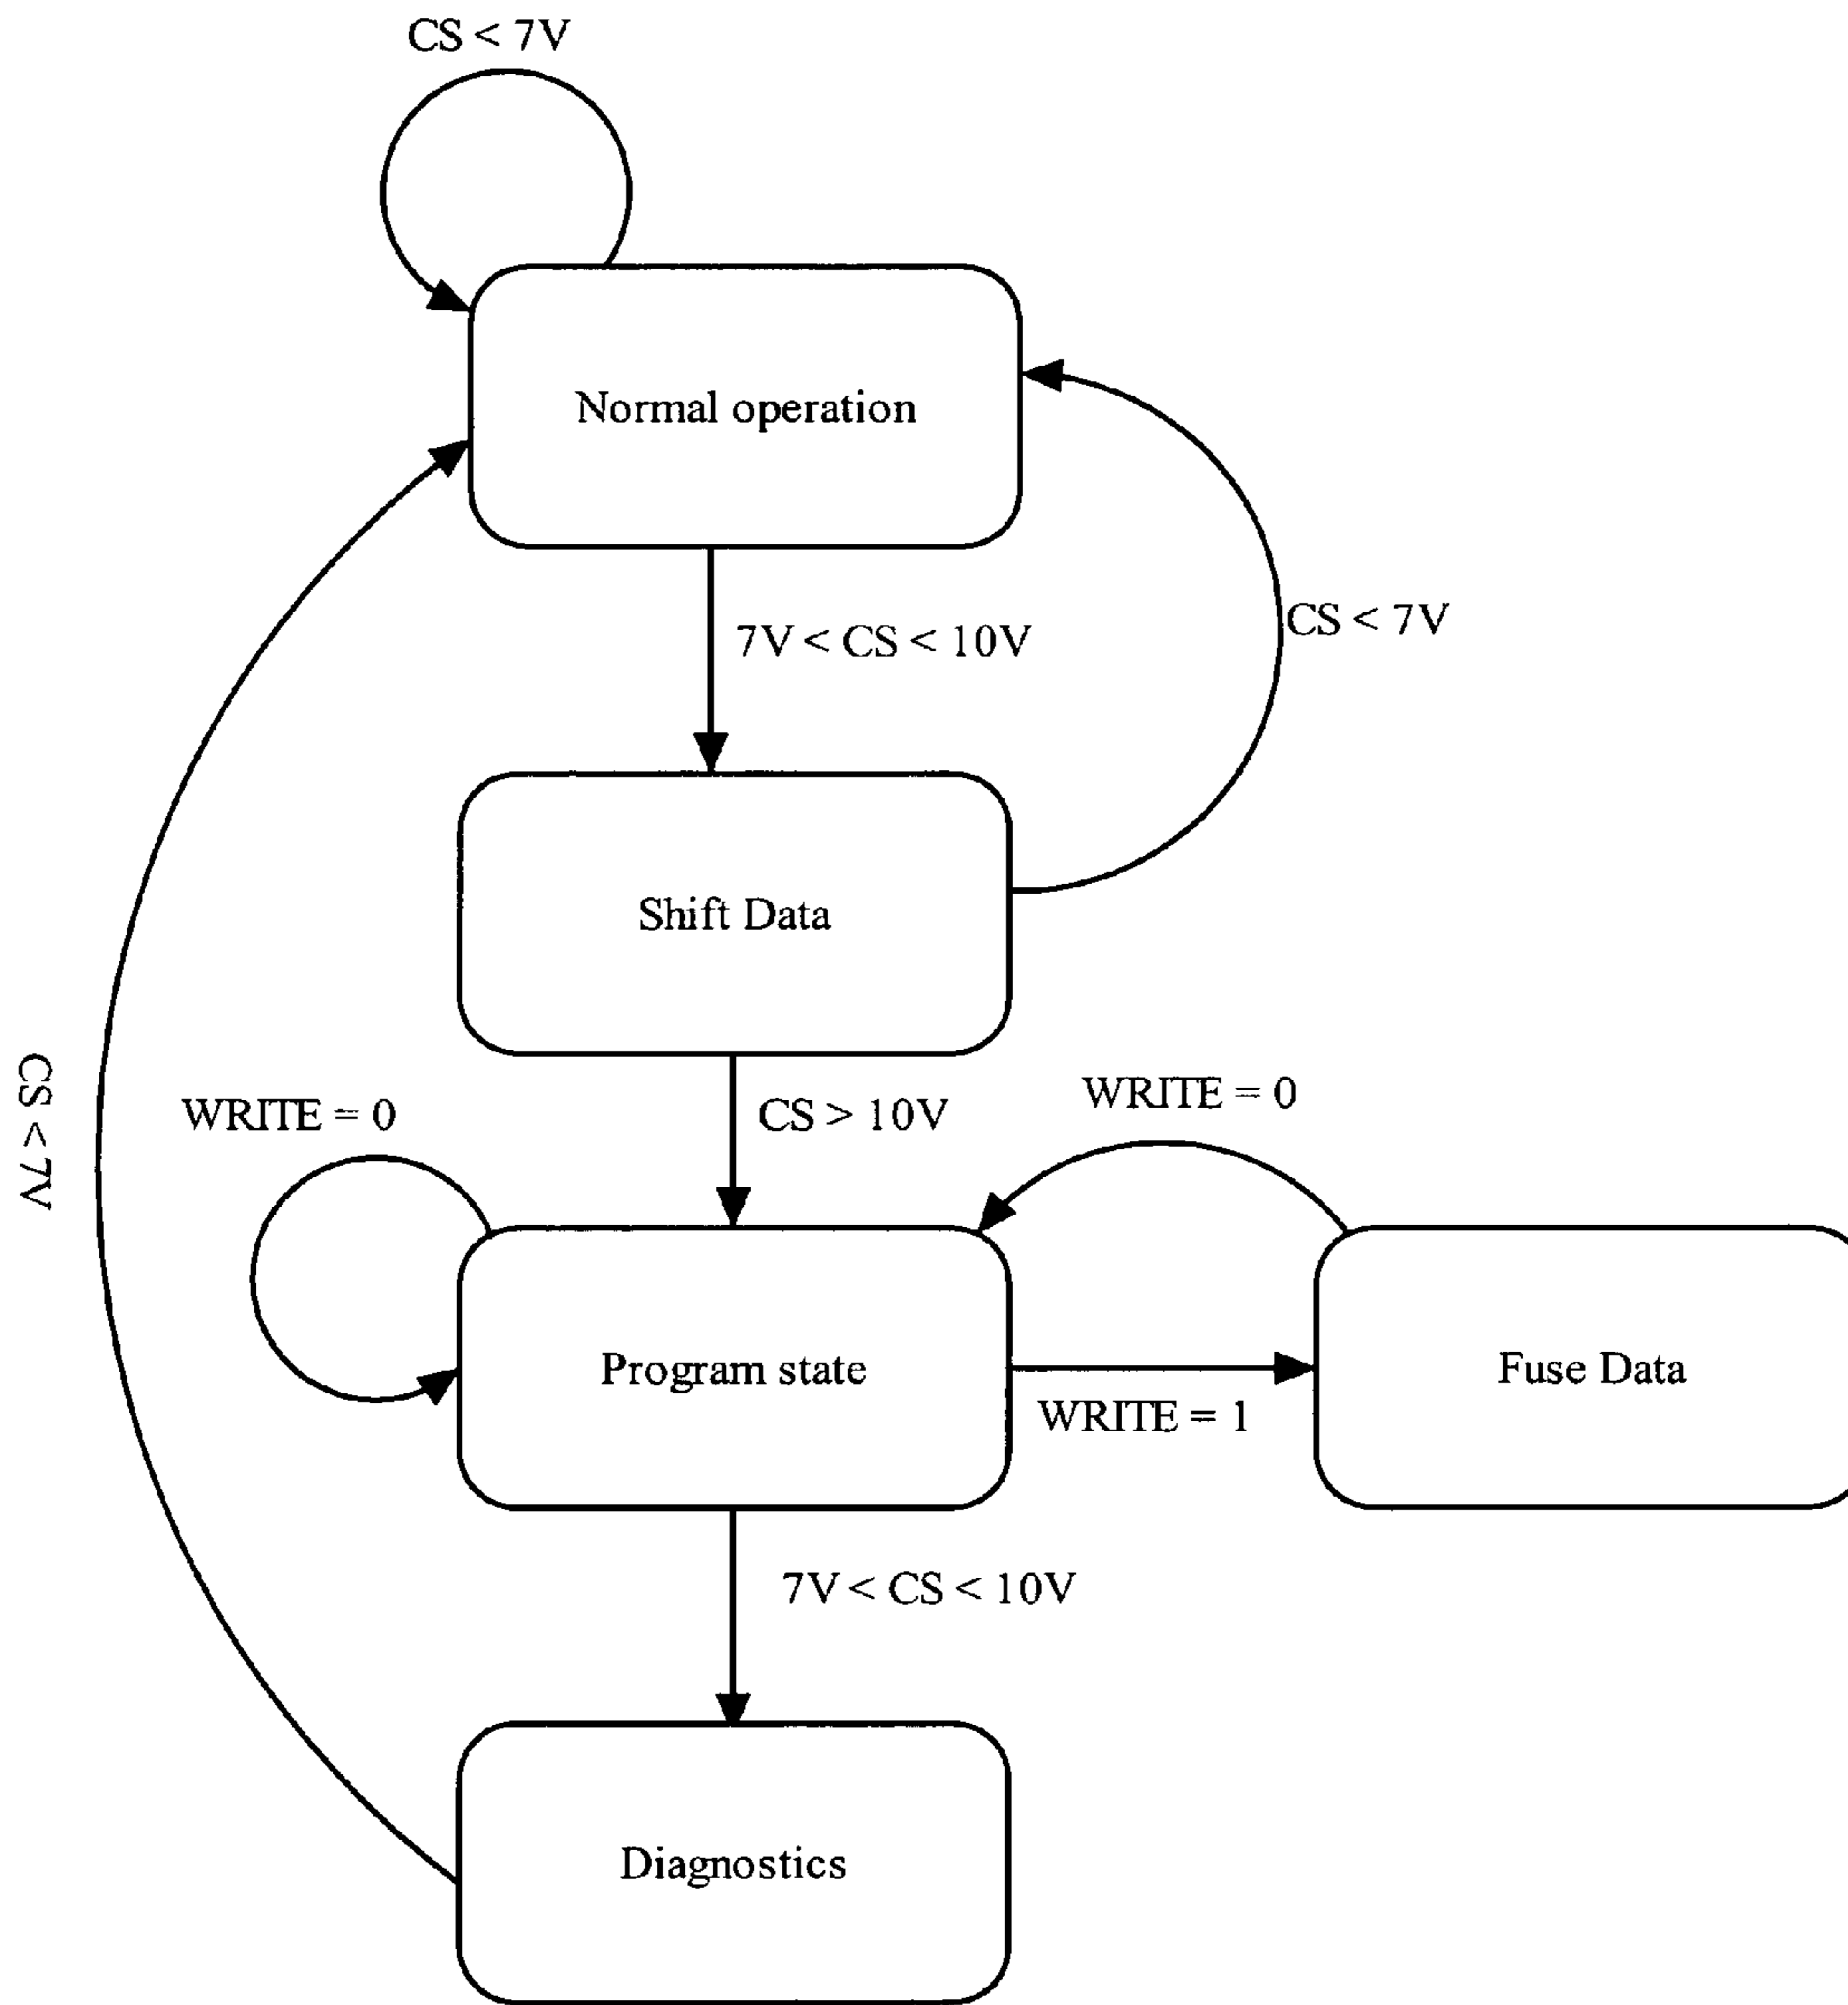 CS < 7V
Normal operation
7V < CS < 10V
CS < 7V
Shift Data
CS < 7V
WRITE = 0
CS > 10V
WRITE = 0
Program state
Fuse Data
WRITE = 1
7V < CS < 10V
Diagnostics